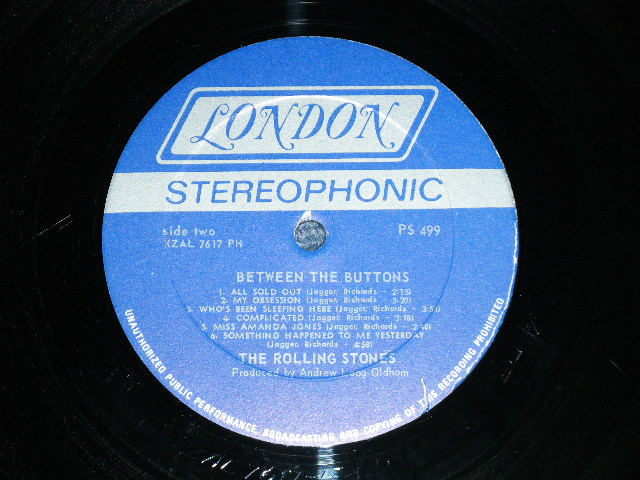 LONDON
STEREOPHONIC
side two
XZAL 7617 PH
PS 499
BETWEEN THE BUTTONS
1. ALL SOLD OUT (Jagger, Richards - 2:15)
2. MY OBSESSION (Jagger, Richards - 3:20)
3. WHO'S BEEN SLEEPING HERE (Jagger, Richards - 3:51)
4. COMPLICATED (Jagger, Richards - 3:18)
5. MISS AMANDA JONES (Jagger, Richards - 2:48)
6. SOMETHING HAPPENED TO ME YESTERDAY
(Jagger, Richards - 4:58)
THE ROLLING STONES
Produced by Andrew Loog Oldham
UNAUTHORIZED PUBLIC PERFORMANCE, BROADCASTING AND COPYING OF THIS RECORDING PROHIBITED